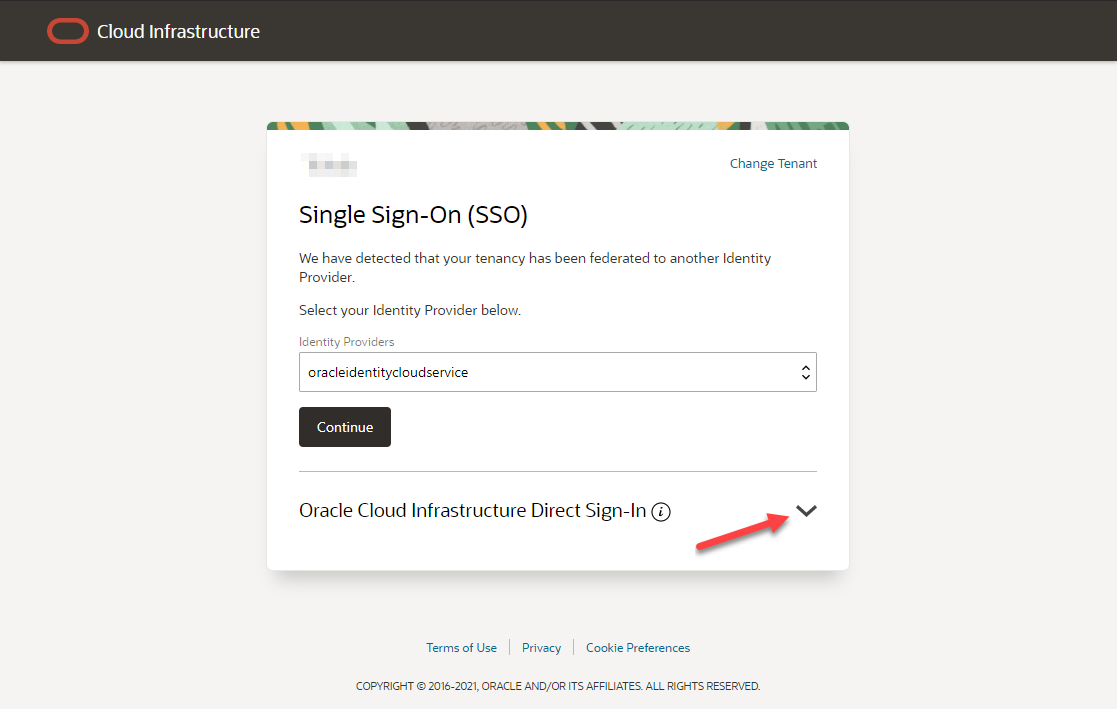 Cloud Infrastructure
Change Tenant
Single Sign-On (SSO)
We have detected that your tenancy has been federated to another Identity
Provider.
Select your Identity Provider below.
Identity Providers
oracleidentitycloudservice
Continue
Oracle Cloud Infrastructure Direct Sign-In i
Terms of Use | Privacy | Cookie Preferences
COPYRIGHT © 2016-2021, ORACLE AND/OR ITS AFFILIATES. ALL RIGHTS RESERVED.